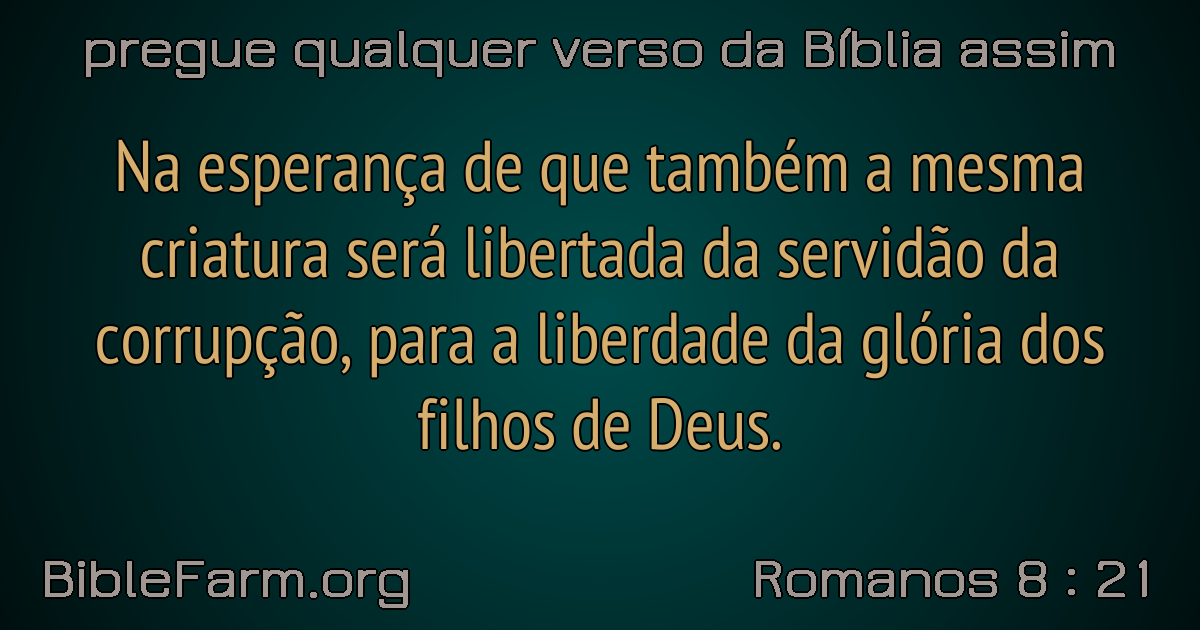 pregue qualquer verso da Bíblia assim
Na esperança de que também a mesma
criatura será libertada da servidão da
corrupção, para a liberdade da glória dos
filhos de Deus.
BibleFarm.org
Romanos 8 : 21